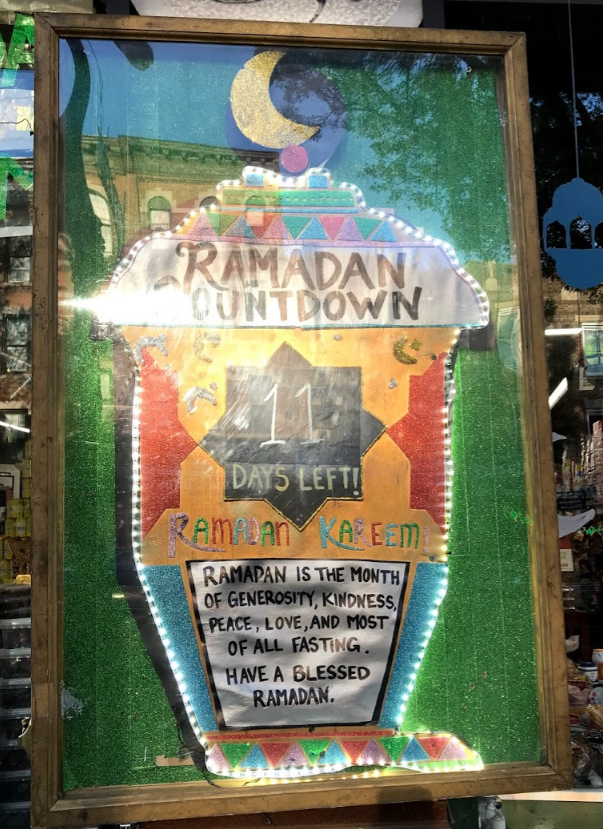 RAMADAN
COUNTDOWN
11
DAYS LEFT!
RAMADAN KAREEM!
RAMADAN IS THE MONTH
OF GENEROSITY, KINDNESS,
PEACE, LOVE, AND MOST
OF ALL FASTING.
HAVE A BLESSED
RAMADAN.